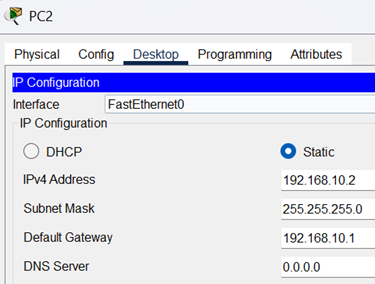 PC2
Physical Config Desktop Programming Attributes
IP Configuration
Interface FastEthernet0
IP Configuration
DHCP Static
IPv4 Address 192.168.10.2
Subnet Mask 255.255.255.0
Default Gateway 192.168.10.1
DNS Server 0.0.0.0